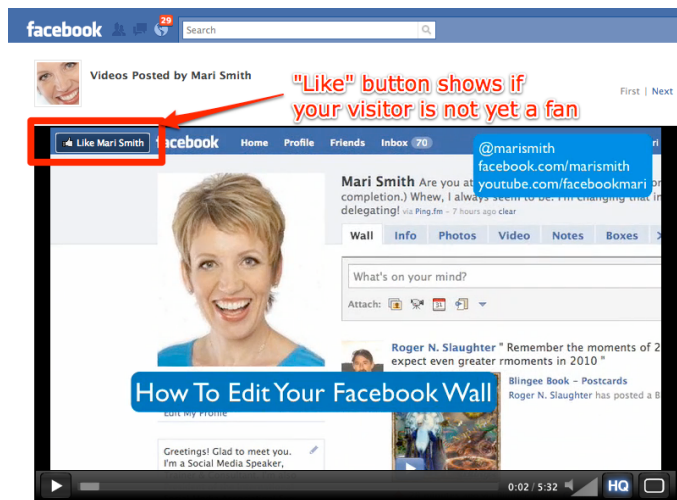 facebook
29
Search
Videos Posted by Mari Smith
"Like" button shows if
your visitor is not yet a fan
First | Next
Like Mari Smith
facebook Home Profile Friends Inbox 70
@marismith
facebook.com/marismith
youtube.com/facebookmari
Mari Smith Are you at
completion.) Whew, I always seem to be. I'm changing that in
delegating! via Ping.fm - 7 hours ago clear
Wall Info Photos Video Notes Boxes
What's on your mind?
Attach: 31
Roger N. Slaughter " Remember the moments of 2
expect even greater rmoments in 2010 "
Blingee Book – Postcards
Roger N. Slaughter has posted a B
How To Edit Your Facebook Wall
Edit My Profile
Greetings! Glad to meet you.
I'm a Social Media Speaker,
0:02 / 5:32 HQ